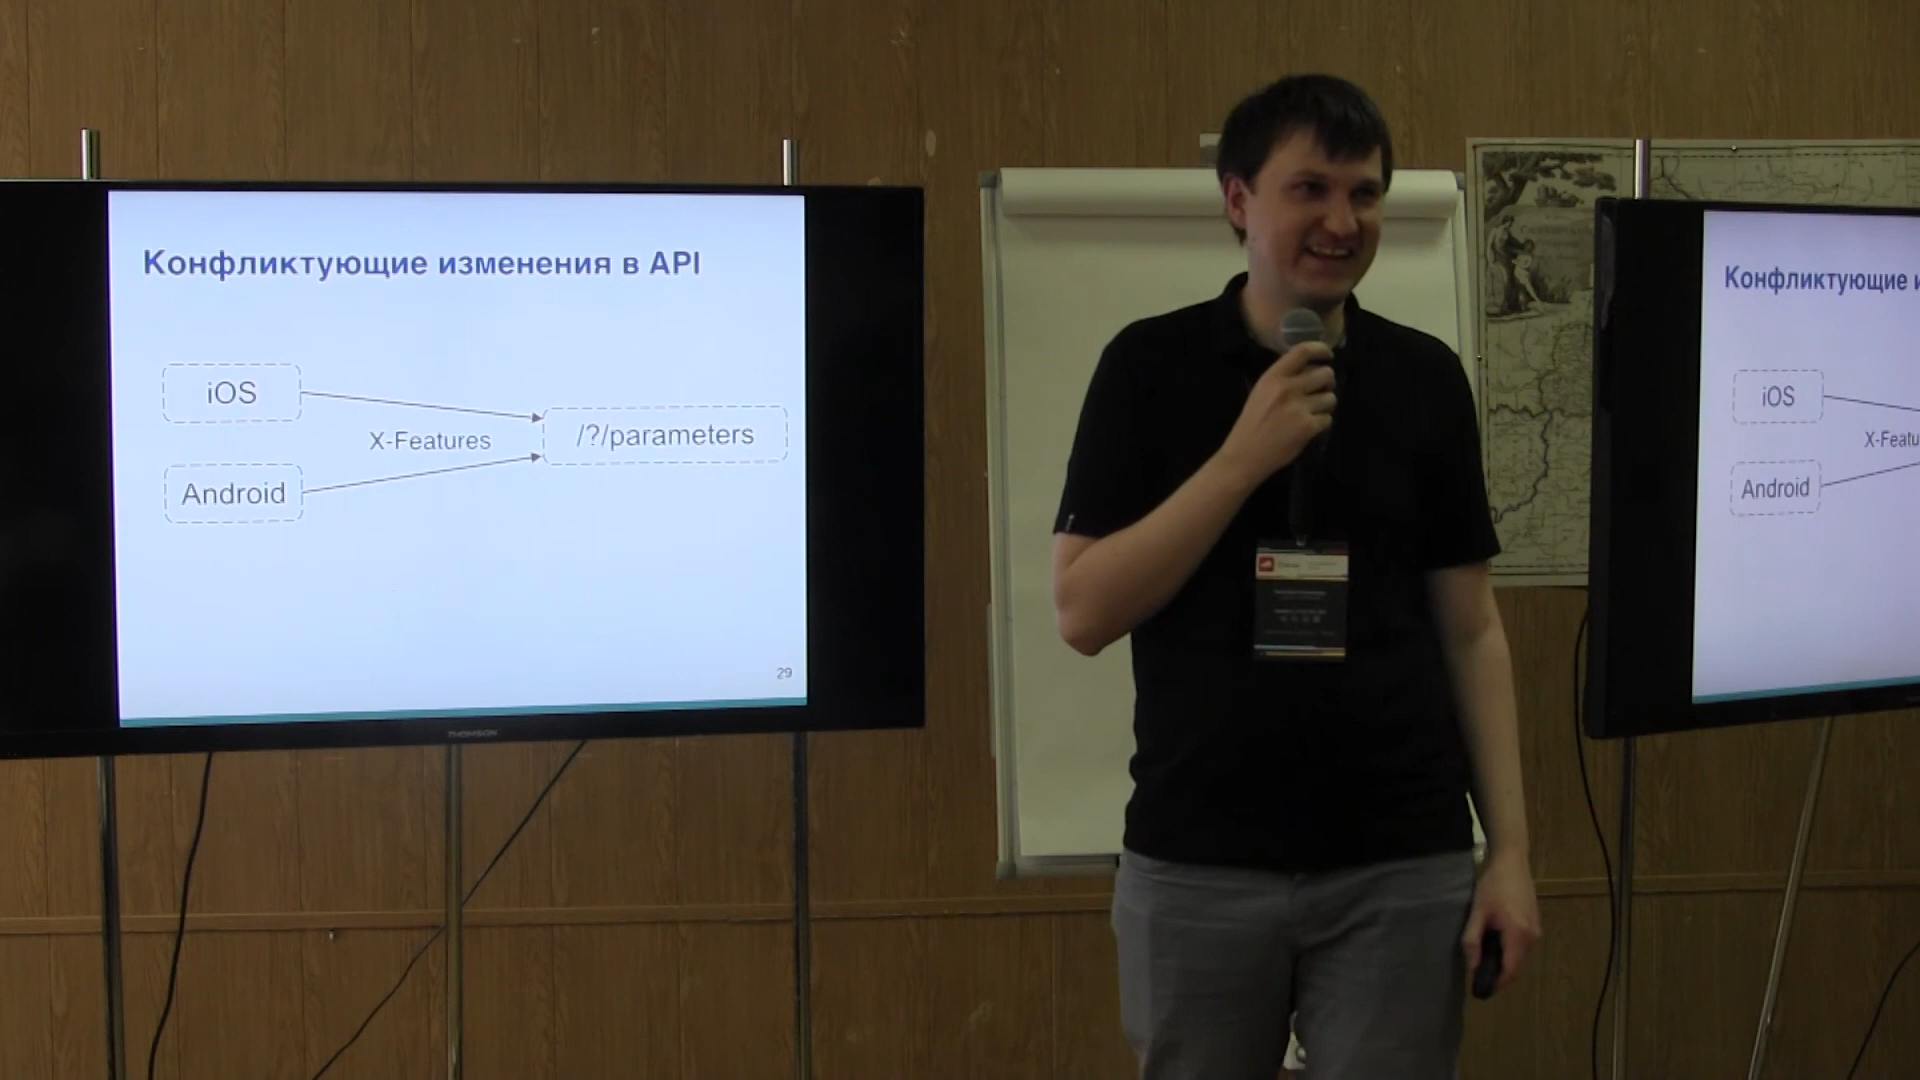 Конфликтующие изменения в API
iOS
X-Features
/?/parameters
Android
29
THOMSON
Конфликтующие и
iOS
X-Featu
Android